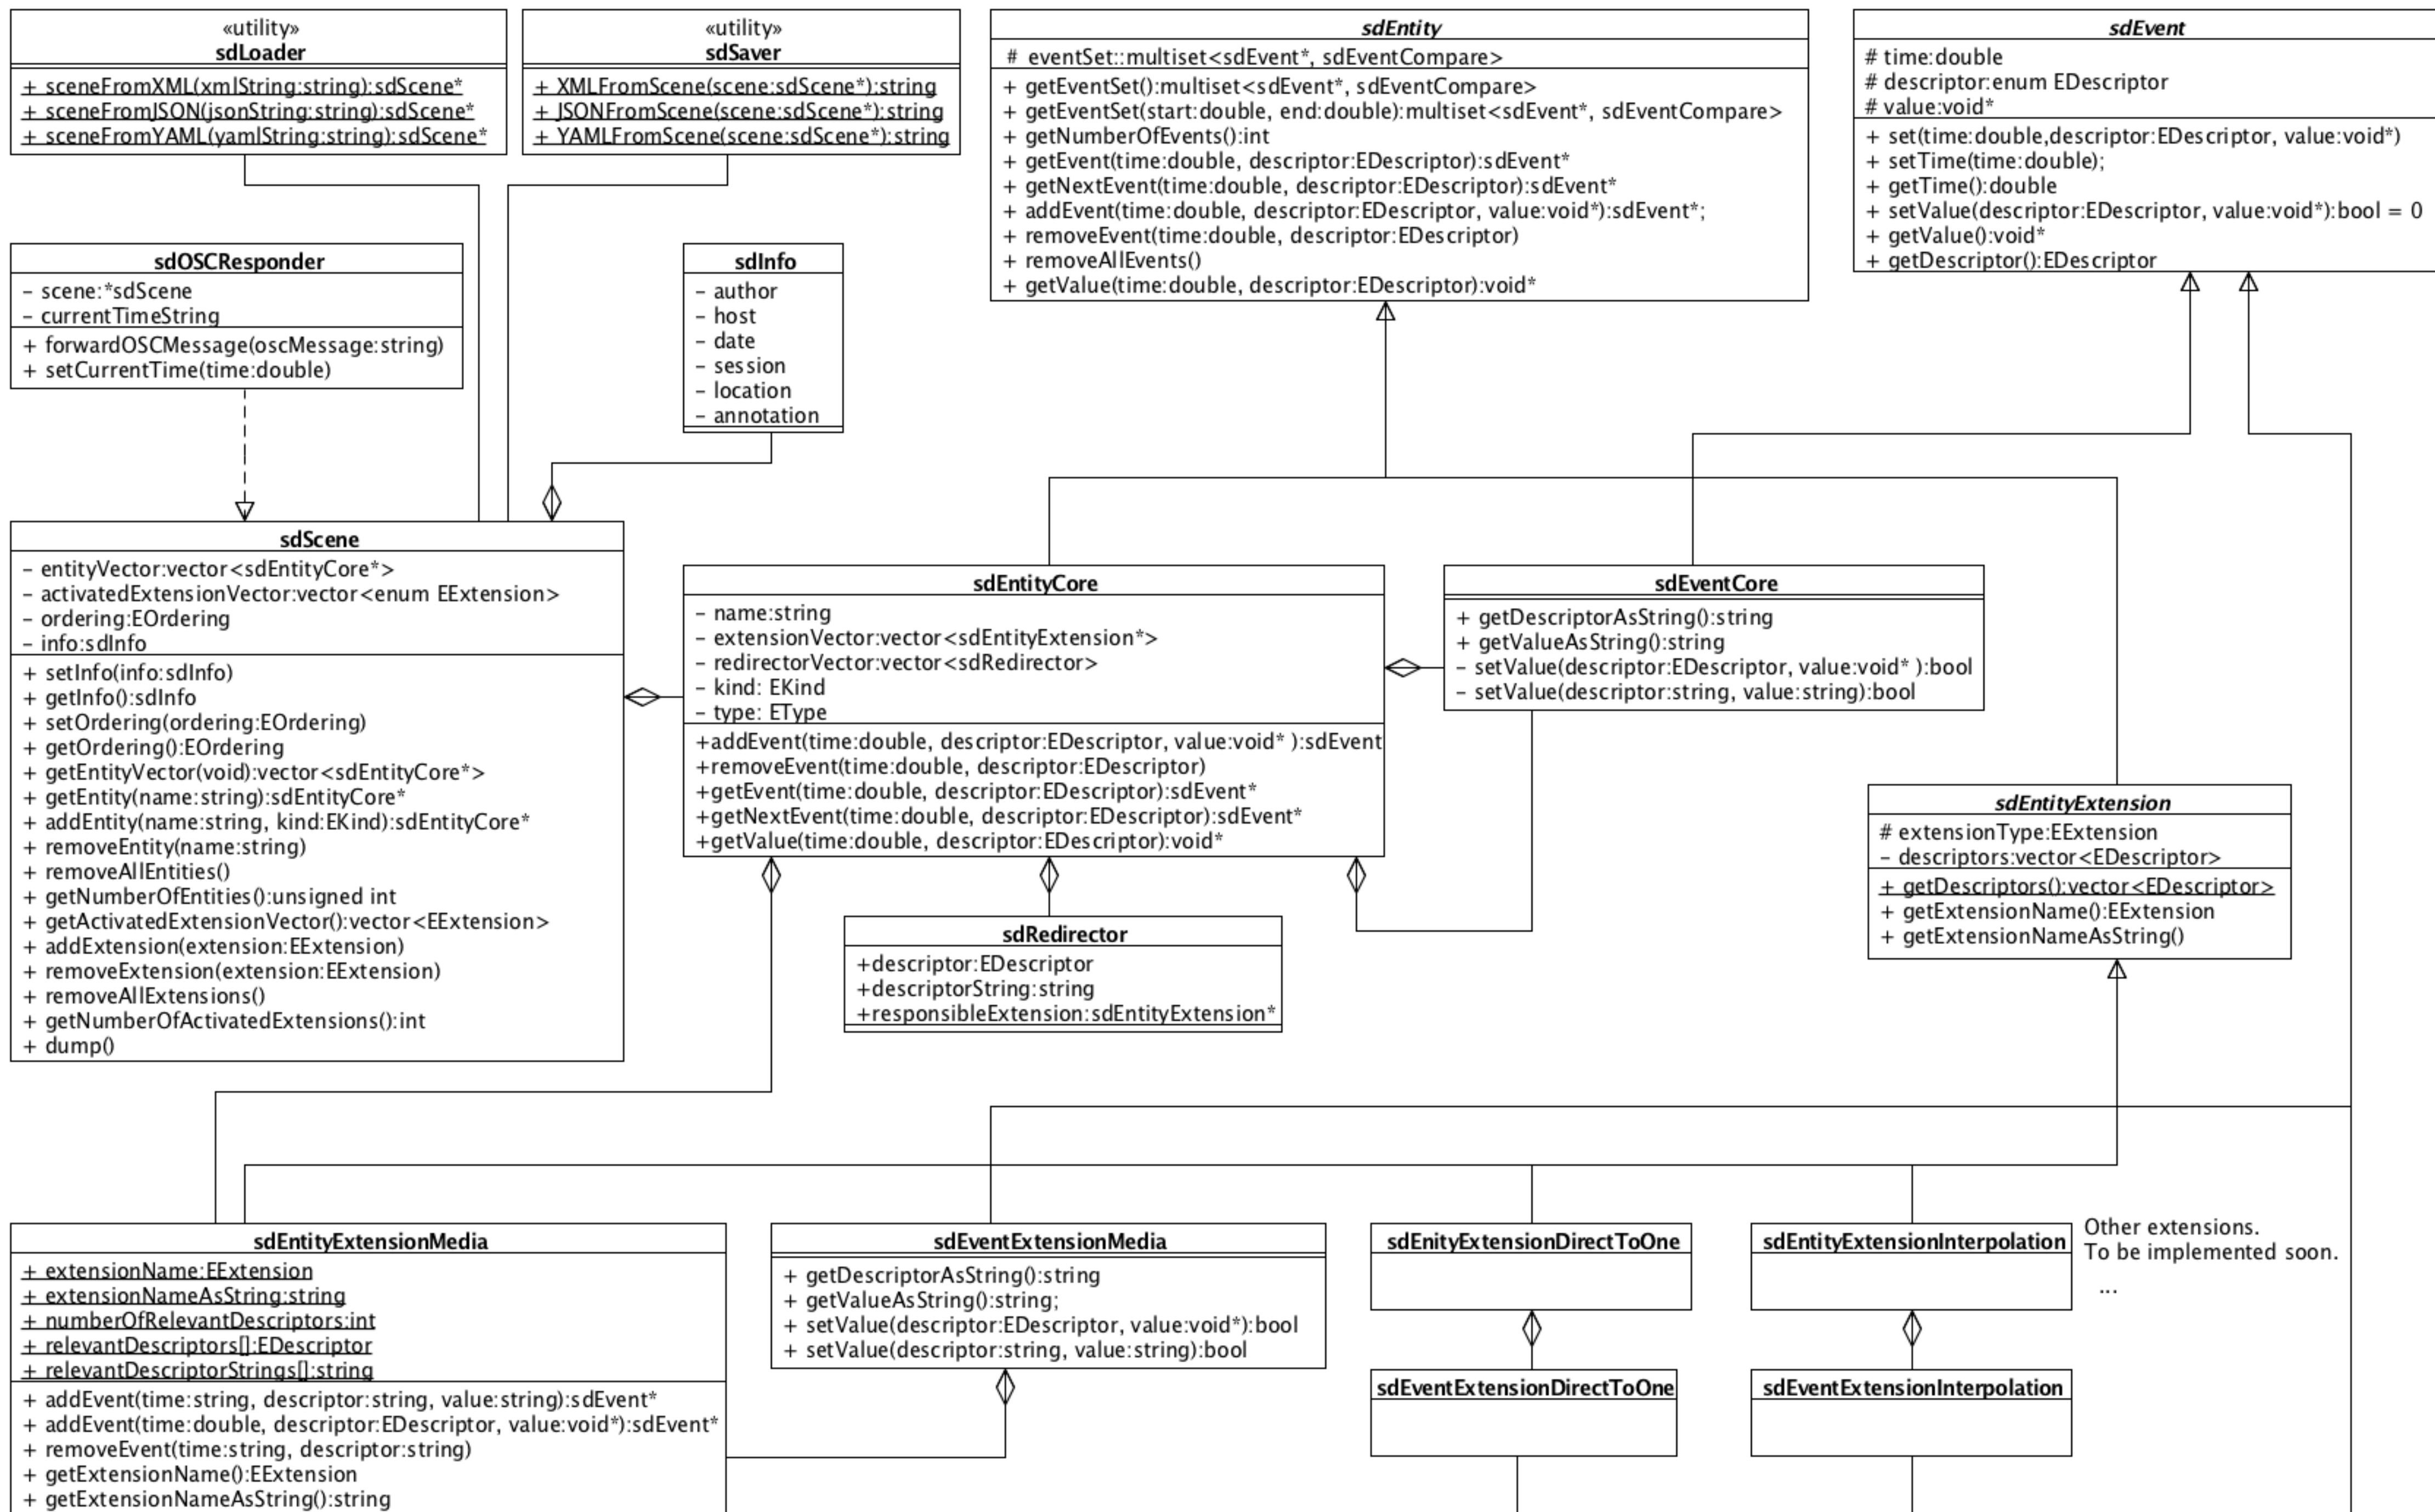 «utility»
sdLoader
+ sceneFromXML(xmlString:string):sdScene*
+ sceneFromJSON(jsonString:string):sdScene*
+ sceneFromYAML(yamlString:string):sdScene*
«utility»
sdSaver
+ XMLFromScene(scene:sdScene*):string
+ JSONFromScene(scene:sdScene*):string
+ YAMLFromScene(scene:sdScene*):string
sdEntity
# eventSet::multiset<sdEvent*, sdEventCompare>
+ getEventSet():multiset<sdEvent*, sdEventCompare>
+ getEventSet(start:double, end:double):multiset<sdEvent*, sdEventCompare>
+ getNumberOfEvents():int
+ getEvent(time:double, descriptor:EDescriptor):sdEvent*
+ getNextEvent(time:double, descriptor:EDescriptor):sdEvent*
+ addEvent(time:double, descriptor:EDescriptor, value:void*):sdEvent*;
+ removeEvent(time:double, descriptor:EDescriptor)
+ removeAllEvents()
+ getValue(time:double, descriptor:EDescriptor):void*
sdEvent
# time:double
# descriptor:enum EDescriptor
# value:void*
+ set(time:double,descriptor:EDescriptor, value:void*)
+ setTime(time:double);
+ getTime():double
+ setValue(descriptor:EDescriptor, value:void*):bool = 0
+ getValue():void*
+ getDescriptor():EDescriptor
sdOSCResponder
- scene:*sdScene
- currentTimeString
+ forwardOSCMessage(oscMessage:string)
+ setCurrentTime(time:double)
sdInfo
- author
- host
- date
- session
- location
- annotation
sdScene
- entityVector:vector<sdEntityCore*>
- activatedExtensionVector:vector<enum EExtension>
- ordering:EOrdering
- info:sdInfo
+ setInfo(info:sdInfo)
+ getInfo():sdInfo
+ setOrdering(ordering:EOrdering)
+ getOrdering():EOrdering
+ getEntityVector(void):vector<sdEntityCore*>
+ getEntity(name:string):sdEntityCore*
+ addEntity(name:string, kind:EKind):sdEntityCore*
+ removeEntity(name:string)
+ removeAllEntities()
+ getNumberOfEntities():unsigned int
+ getActivatedExtensionVector():vector<EExtension>
+ addExtension(extension:EExtension)
+ removeExtension(extension:EExtension)
+ removeAllExtensions()
+ getNumberOfActivatedExtensions():int
+ dump()
sdEntityCore
- name:string
- extensionVector:vector<sdEntityExtension*>
- redirectorVector:vector<sdRedirector>
- kind: EKind
- type: EType
+addEvent(time:double, descriptor:EDescriptor, value:void* ):sdEvent
+removeEvent(time:double, descriptor:EDescriptor)
+getEvent(time:double, descriptor:EDescriptor):sdEvent*
+getNextEvent(time:double, descriptor:EDescriptor):sdEvent*
+getValue(time:double, descriptor:EDescriptor):void*
sdEventCore
+ getDescriptorAsString():string
+ getValueAsString():string
- setValue(descriptor:EDescriptor, value:void* ):bool
- setValue(descriptor:string, value:string):bool
sdEntityExtension
# extensionType:EExtension
- descriptors:vector<EDescriptor>
+ getDescriptors():vector<EDescriptor>
+ getExtensionName():EExtension
+ getExtensionNameAsString()
sdRedirector
+descriptor:EDescriptor
+descriptorString:string
+responsibleExtension:sdEntityExtension*
sdEntityExtensionMedia
+ extensionName:EExtension
+ extensionNameAsString:string
+ numberOfRelevantDescriptors:int
+ relevantDescriptors[]:EDescriptor
+ relevantDescriptorStrings[]:string
+ addEvent(time:string, descriptor:string, value:string):sdEvent*
+ addEvent(time:double, descriptor:EDescriptor, value:void*):sdEvent*
+ removeEvent(time:string, descriptor:string)
+ getExtensionName():EExtension
+ getExtensionNameAsString():string
sdEventExtensionMedia
+ getDescriptorAsString():string
+ getValueAsString():string;
+ setValue(descriptor:EDescriptor, value:void*):bool
+ setValue(descriptor:string, value:string):bool
sdEnityExtensionDirectToOne
sdEntityExtensionInterpolation
Other extensions.
To be implemented soon.
...
sdEventExtensionDirectToOne
sdEventExtensionInterpolation